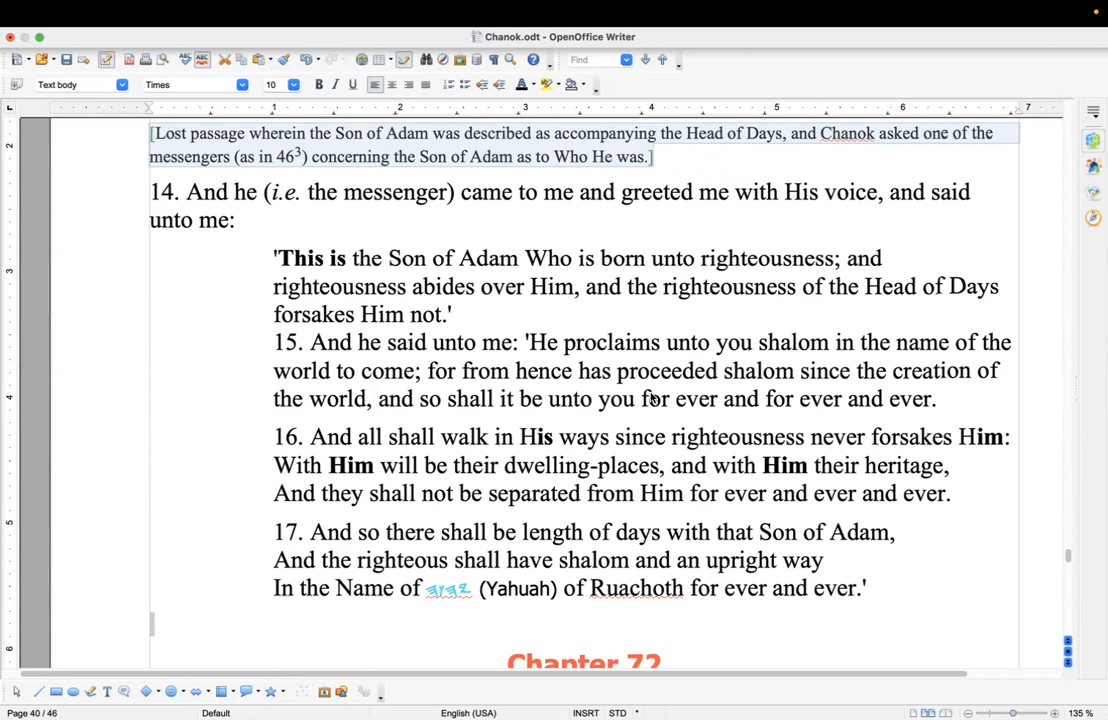 Chanok.odt - OpenOffice Writer
Find
Text body Times 10 B I U A
1 2 3 4 5 6 7
[Lost passage wherein the Son of Adam was described as accompanying the Head of Days, and Chanok asked one of the
messengers (as in 46³) concerning the Son of Adam as to Who He was.]
14. And he (i.e. the messenger) came to me and greeted me with His voice, and said
unto me:
'This is the Son of Adam Who is born unto righteousness; and
righteousness abides over Him, and the righteousness of the Head of Days
forsakes Him not.'
15. And he said unto me: 'He proclaims unto you shalom in the name of the
world to come; for from hence has proceeded shalom since the creation of
the world, and so shall it be unto you for ever and for ever and ever.
16. And all shall walk in His ways since righteousness never forsakes Him:
With Him will be their dwelling-places, and with Him their heritage,
And they shall not be separated from Him for ever and ever and ever.
17. And so there shall be length of days with that Son of Adam,
And the righteous shall have shalom and an upright way
In the Name of 𐤉𐤄𐤅𐤄 (Yahuah) of Ruachoth for ever and ever.'
Chapter 72
Page 40 / 46 Default English (USA) INSRT STD * 135 %